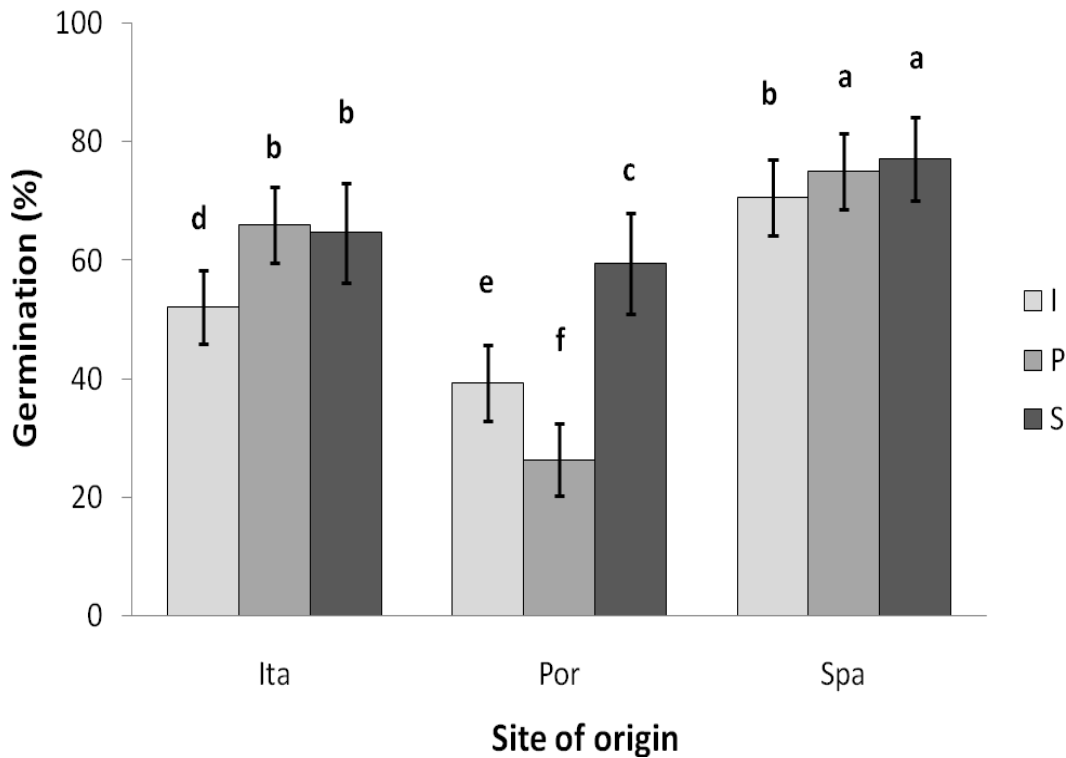 100
80
60
40
20
0
Germination (%)
d
b
b
e
f
c
b
a
a
I
P
S
Ita
Por
Spa
Site of origin